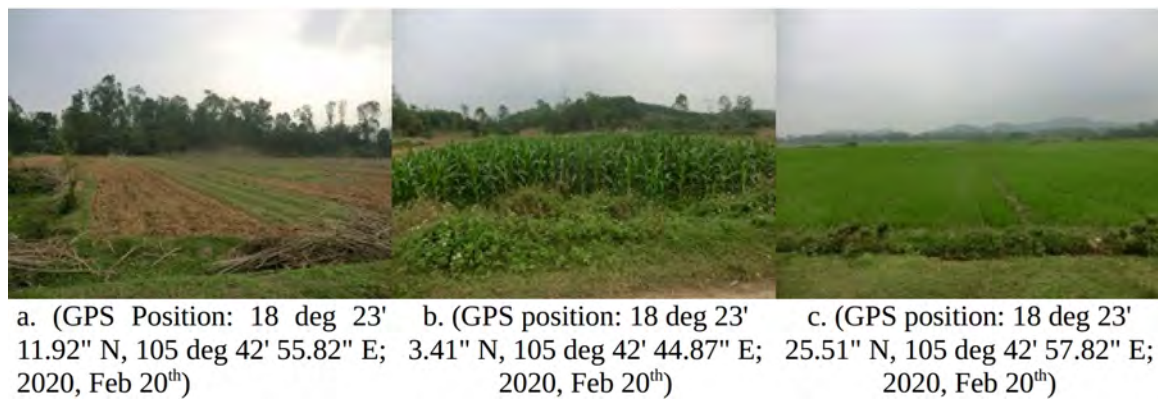 a. (GPS Position: 18 deg 23'
11.92" N, 105 deg 42' 55.82" E;
2020, Feb 20th)
b. (GPS position: 18 deg 23'
3.41" N, 105 deg 42' 44.87" E;
2020, Feb 20th)
c. (GPS position: 18 deg 23'
25.51" N, 105 deg 42' 57.82" E;
2020, Feb 20th)